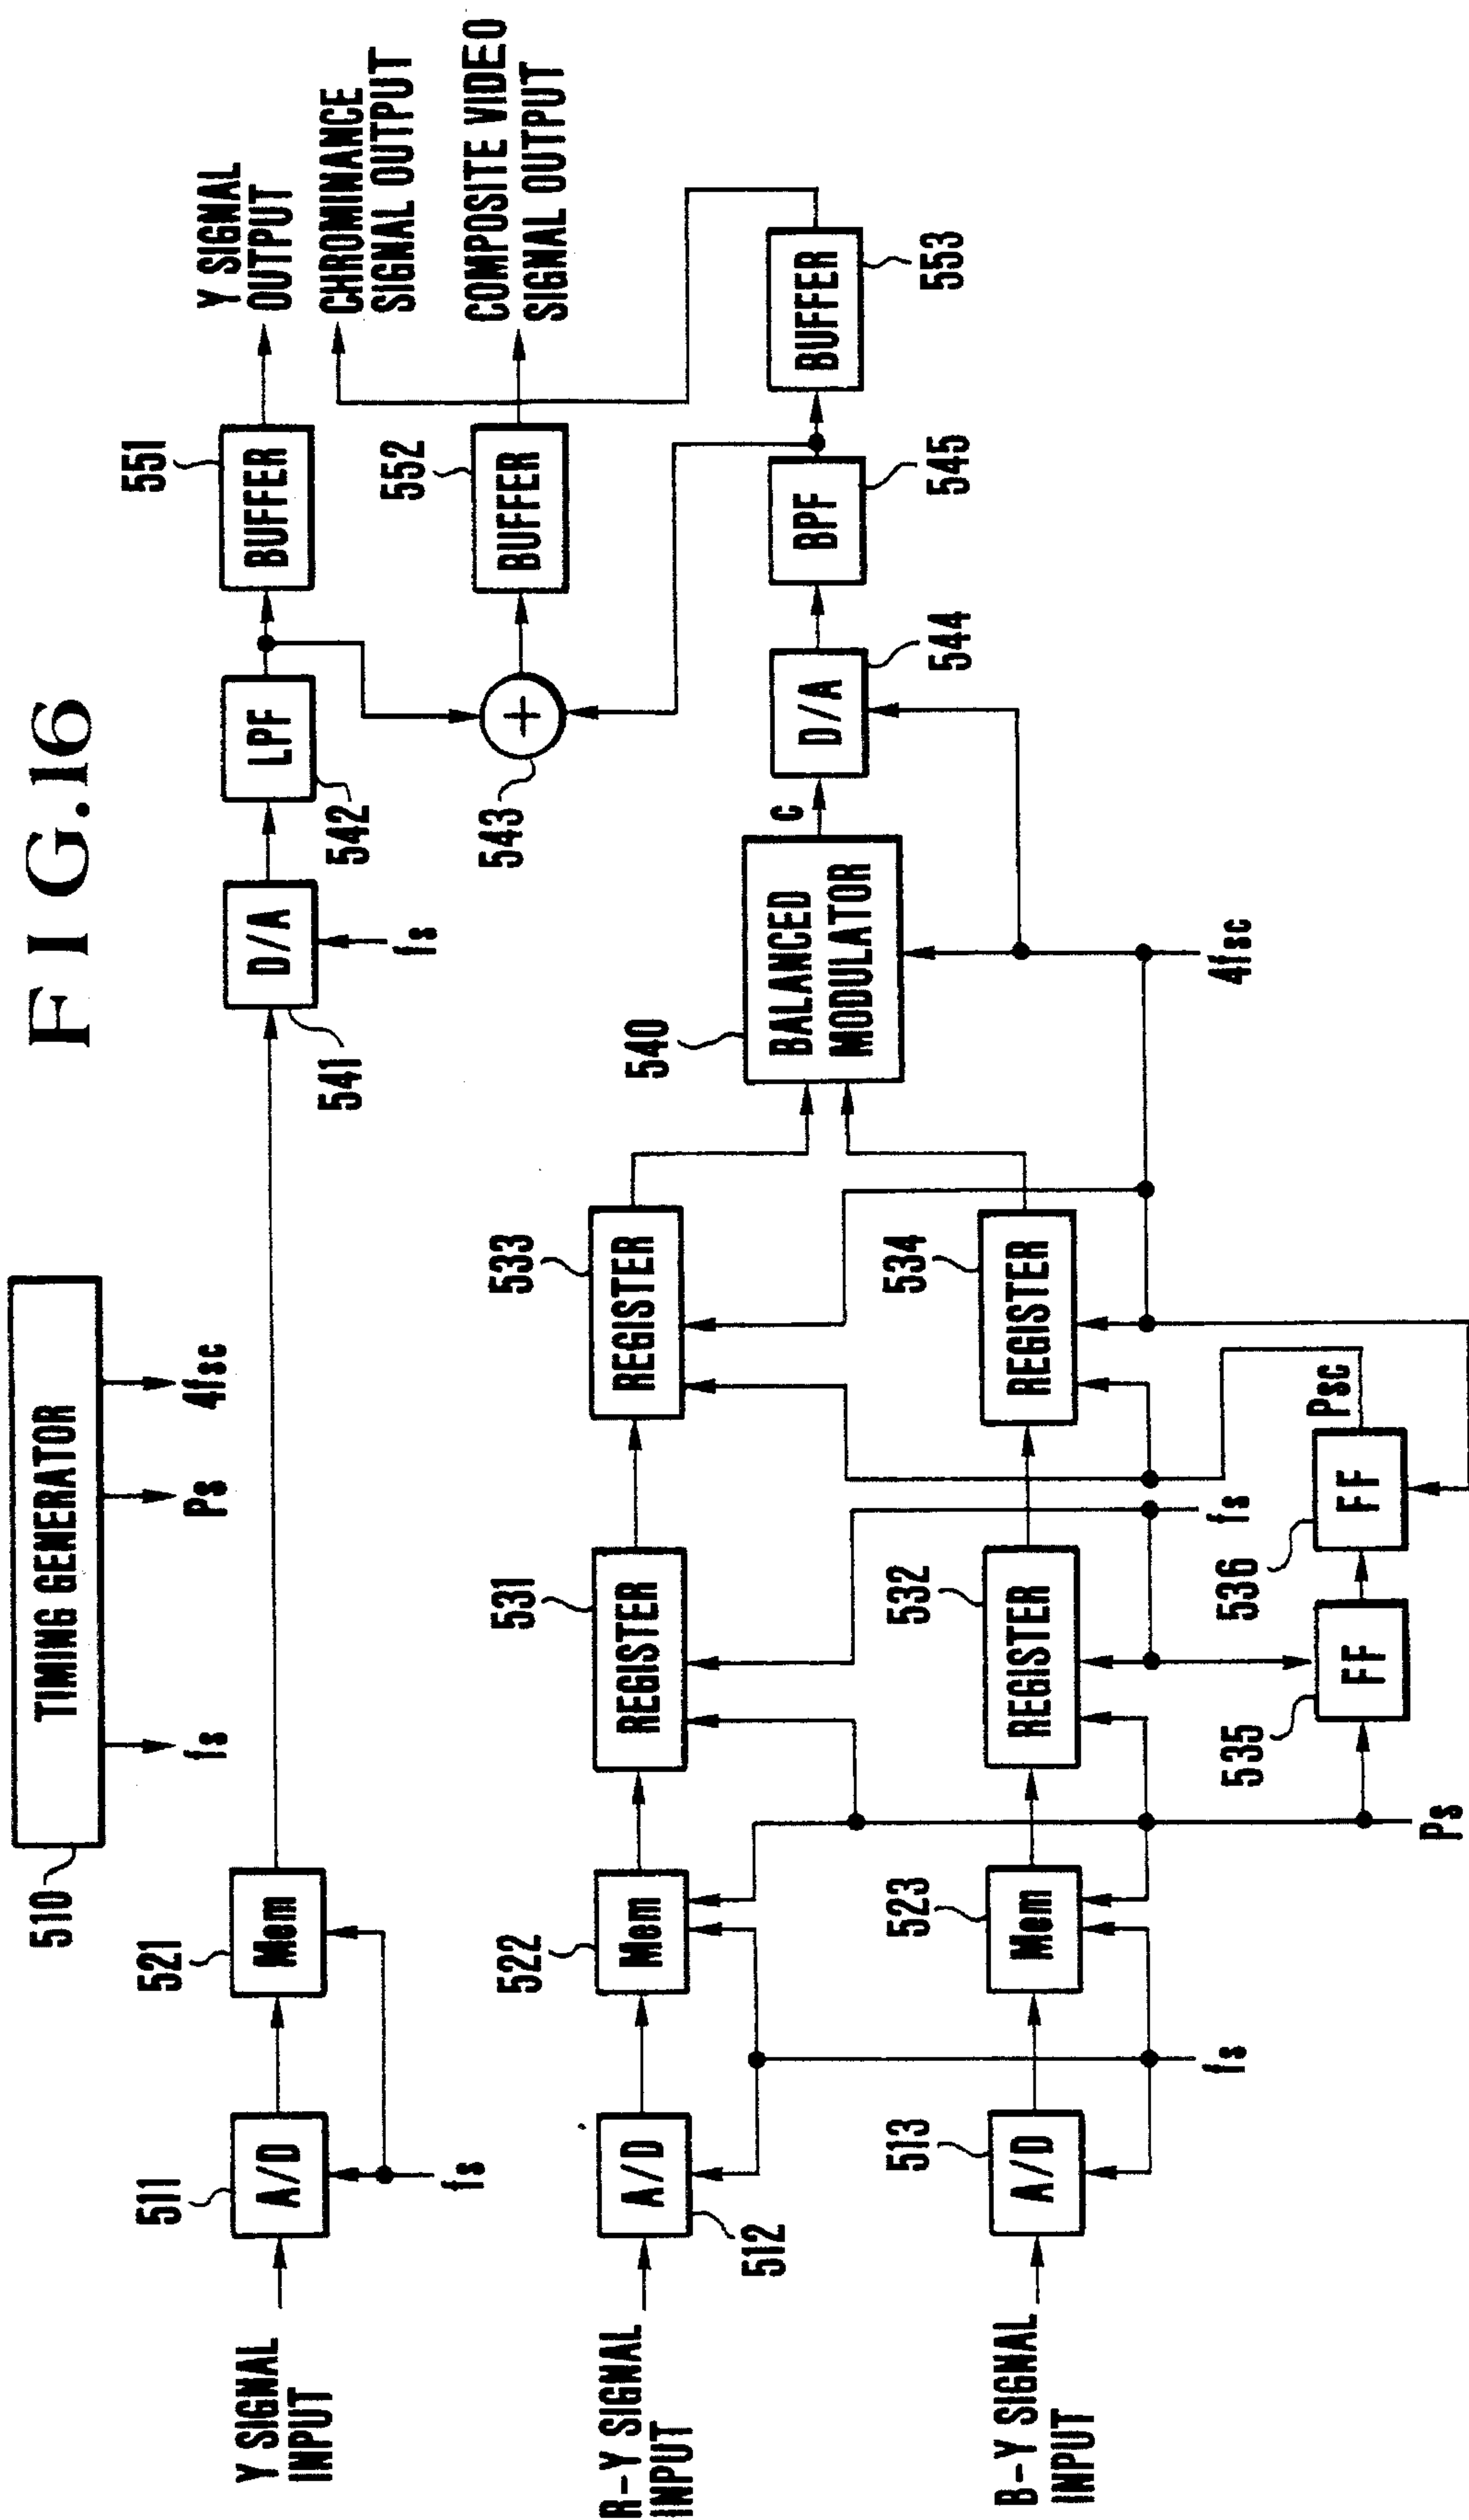 FIG.16
510
TIMING GENERATOR
fs
Ps
4fsc
Y SIGNAL
INPUT
511
A/D
fs
521
Mem
541
D/A
fs
542
LPF
551
BUFFER
Y SIGNAL
OUTPUT
CHROMINANCE
SIGNAL OUTPUT
552
BUFFER
COMPOSITE VIDEO
SIGNAL OUTPUT
543
+
R-Y SIGNAL
INPUT
A/D
512
522
Mem
531
REGISTER
533
REGISTER
540
BALANCED
MODULATOR
C
D/A
544
BPF
545
BUFFER
553
B-Y SIGNAL
INPUT
513
A/D
fs
523
Mem
532
REGISTER
fs
534
REGISTER
4fsc
Ps
535
FF
536
FF
Psc